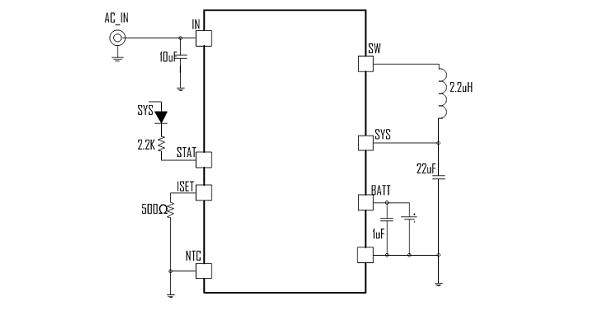 AC_IN
IN
10uF
SW
2.2uH
SYS
2.2K
STAT
SYS
ISET
22uF
BATT
500Ω
1uF
NTC